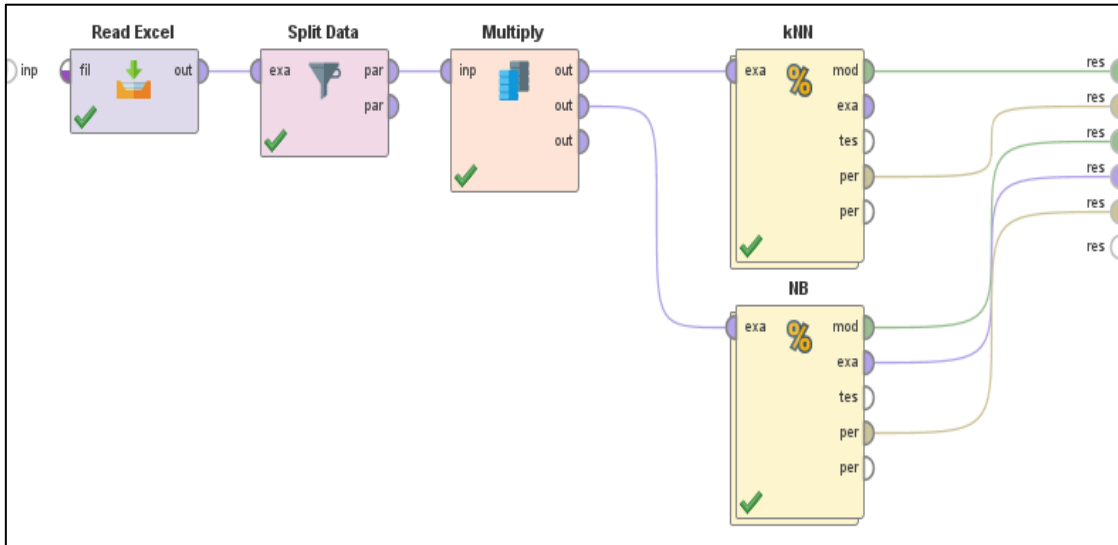 Read Excel
Split Data
Multiply
kNN
inp
fil
out
exa
par
par
inp
out
out
out
exa
mod
exa
tes
per
per
NB
exa
mod
exa
tes
per
per
res
res
res
res
res
res